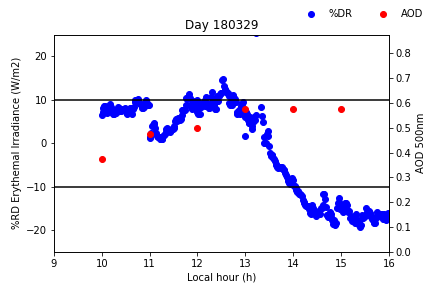 %DR AOD
Day 180329
20
10
0
−10
−20
%RD Erythemal Irradiance (W/m2)
0.8
0.7
0.6
0.5
0.4
0.3
0.2
0.1
0.0
AOD 500nm
9 10 11 12 13 14 15 16
Local hour (h)